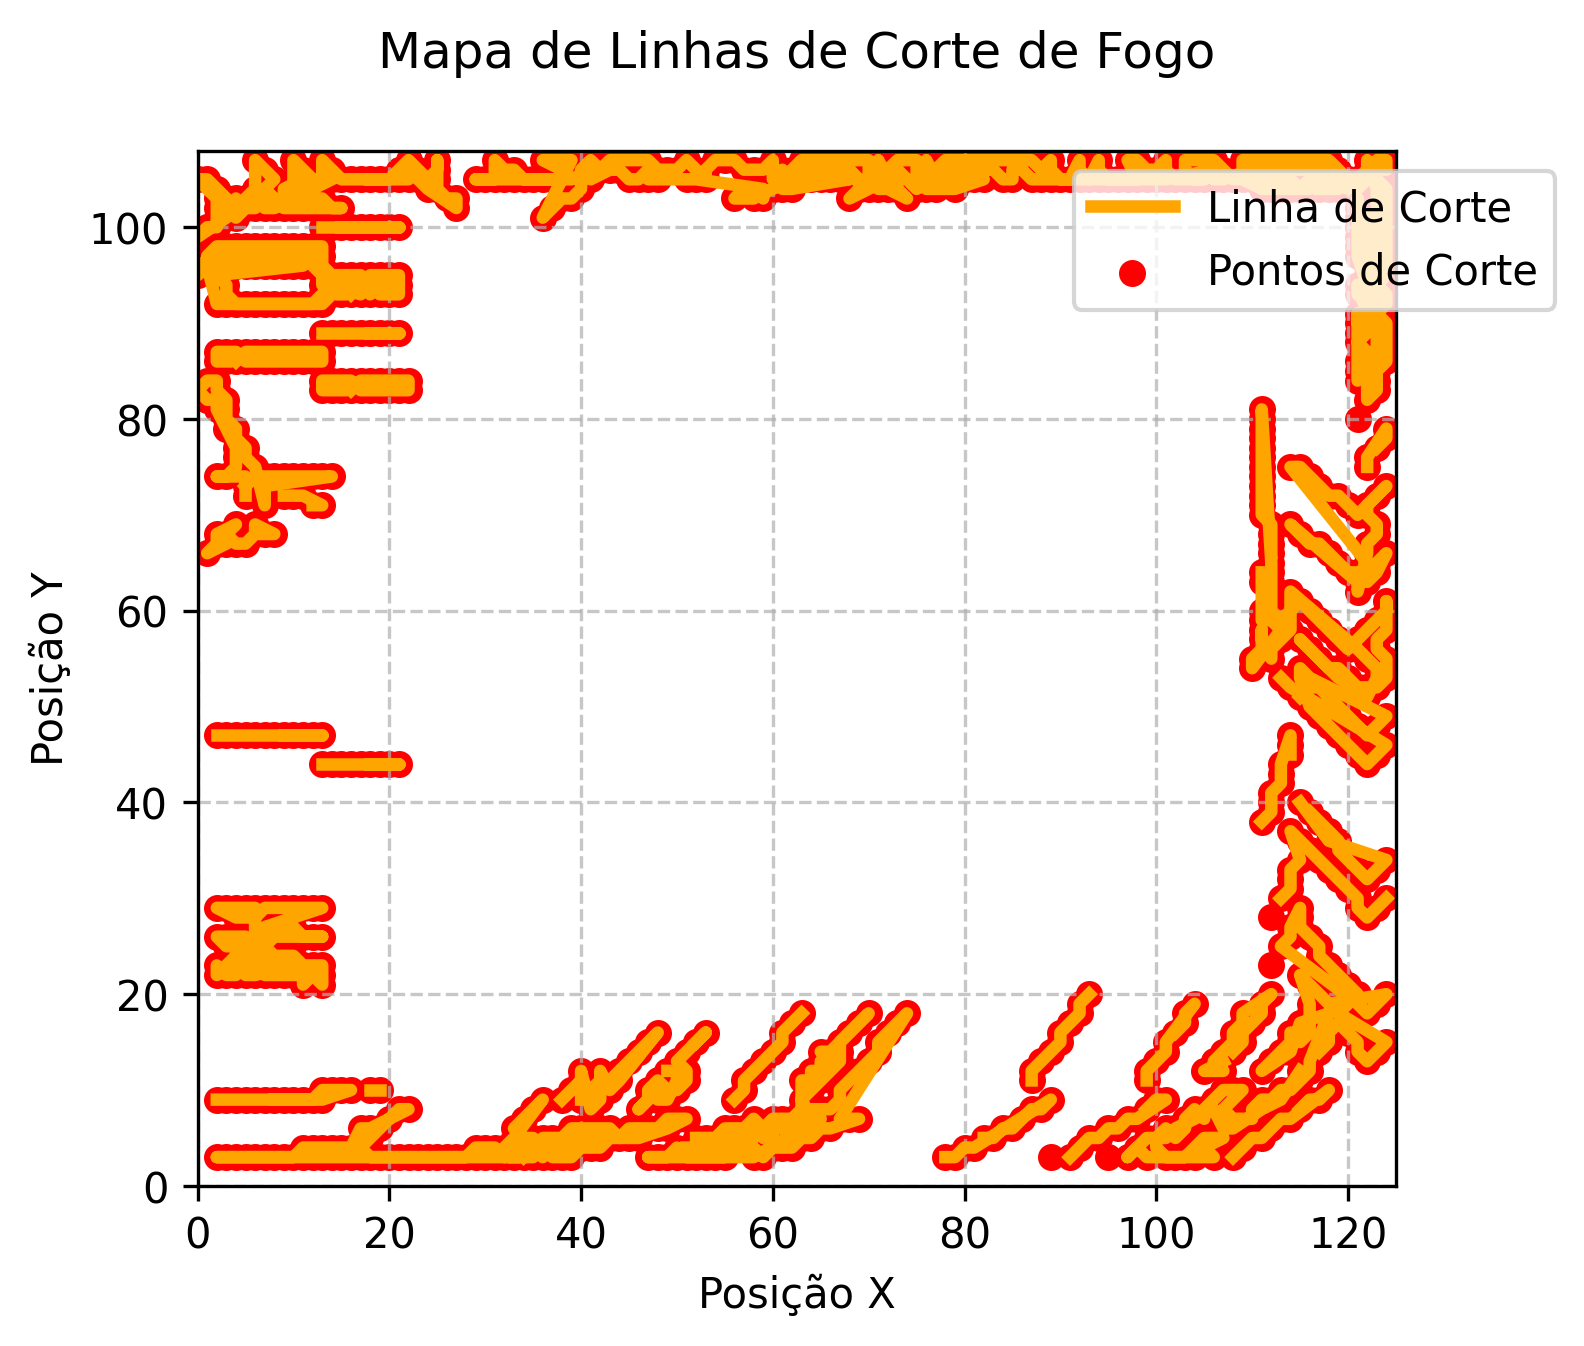 Mapa de Linhas de Corte de Fogo
Linha de Corte
Pontos de Corte
100
80
60
40
20
0
Posição Y
0 20 40 60 80 100 120
Posição X